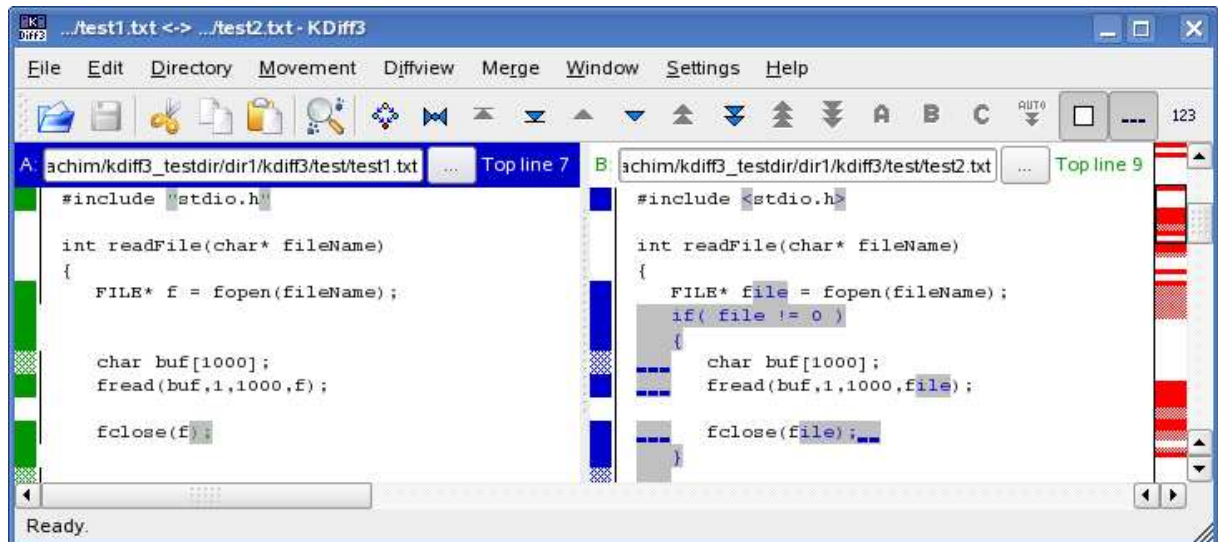 KDiff3 .../test1.txt <-> .../test2.txt - KDiff3
File Edit Directory Movement Diffview Merge Window Settings Help
A B C AUTO 123
A: achim/kdiff3_testdir/dir1/kdiff3/test/test1.txt ... Top line 7
B: achim/kdiff3_testdir/dir1/kdiff3/test/test2.txt ... Top line 9
#include "stdio.h"
int readFile(char* fileName)
{
FILE* f = fopen(fileName);
char buf[1000];
fread(buf,1,1000,f);
fclose(f);
#include <stdio.h>
int readFile(char* fileName)
{
FILE* file = fopen(fileName);
if( file != 0 )
{
char buf[1000];
fread(buf,1,1000,file);
fclose(file);
}
Ready.